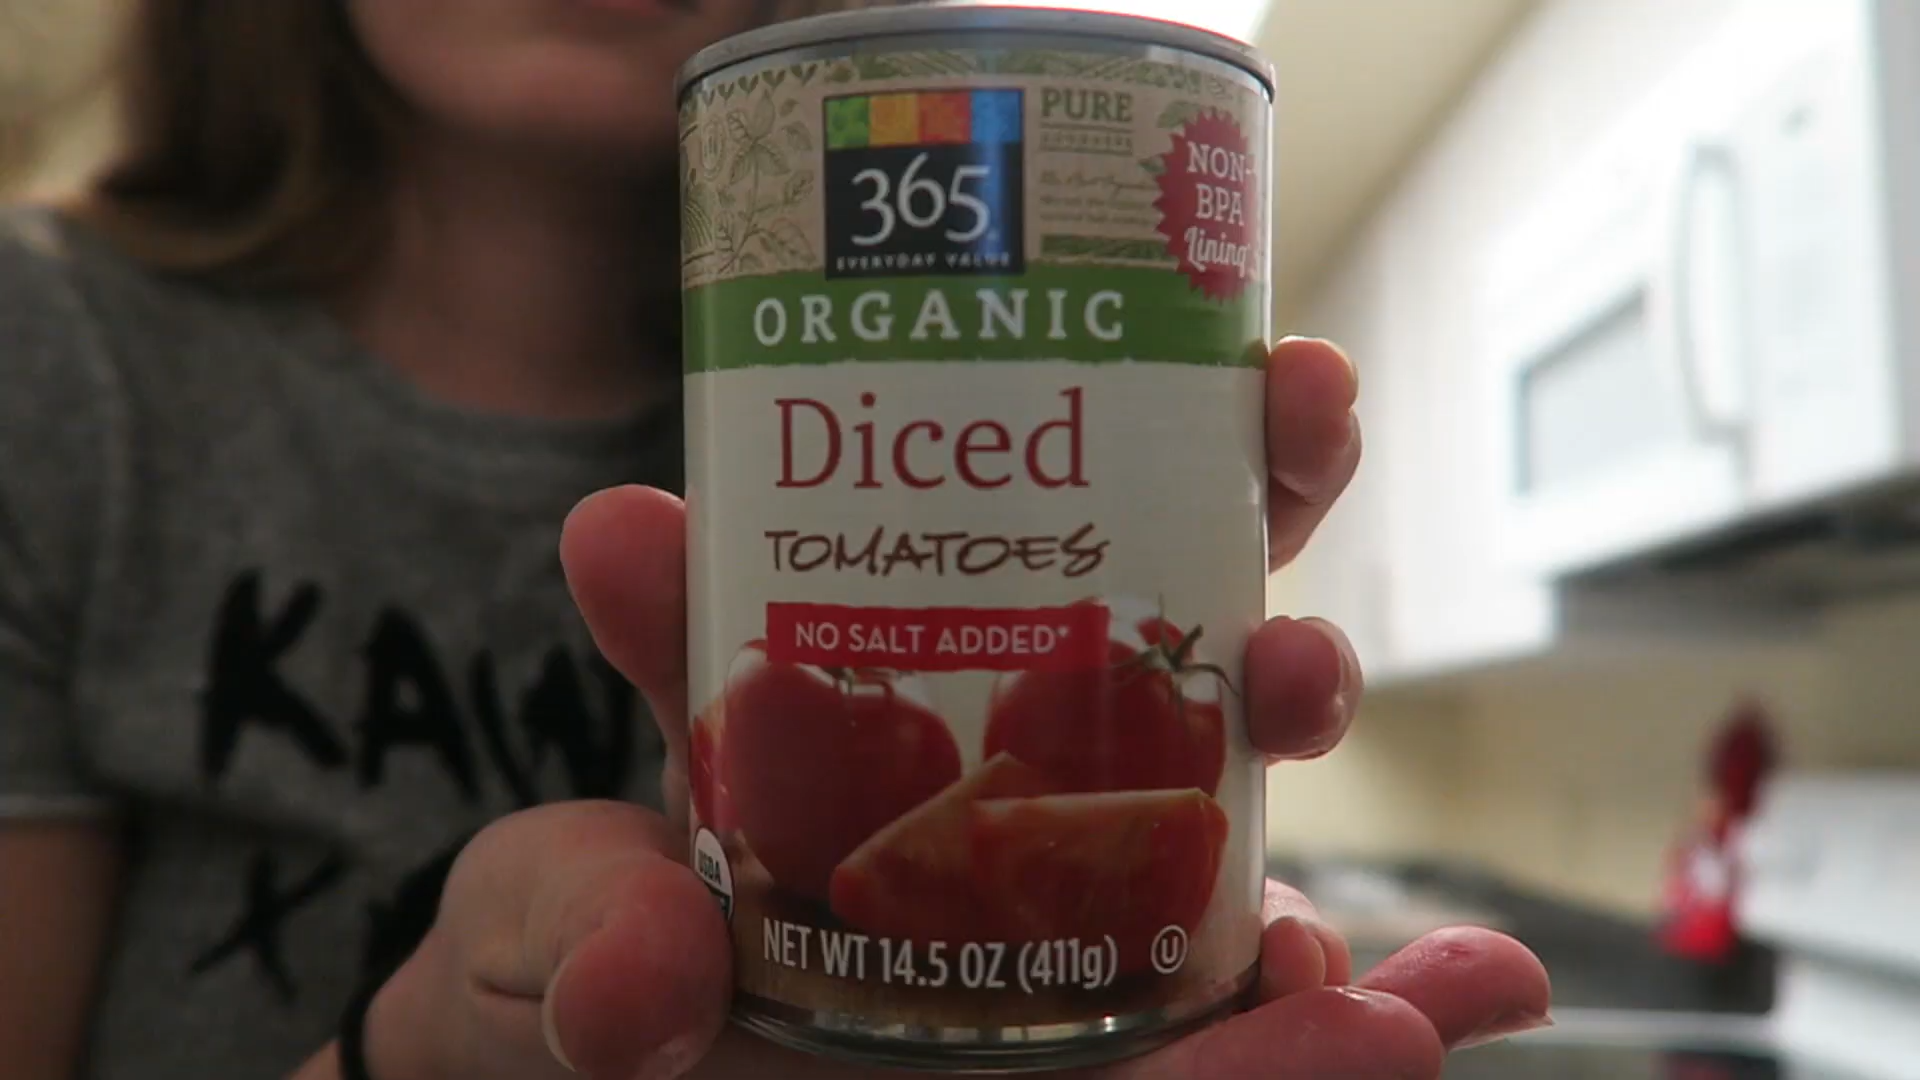 PURE
365
EVERYDAY VALUE
NON-
BPA
Lining
ORGANIC
Diced
TOMATOES
NO SALT ADDED*
KAW
USDA
NET WT 14.5 OZ (411g)
U